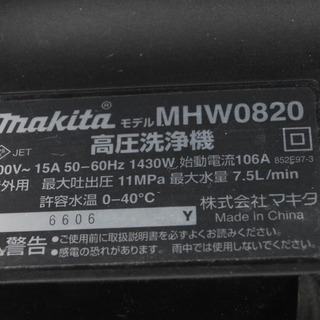 makita モデル MHW0820
高圧洗浄機
JET
00V~ 15A 50-60Hz 1430W 始動電流106A 852E97-3
外用 最大吐出圧 11MPa 最大水量 7.5L/min
許容水温 0-40℃
株式会社 マキタ
6606 Y
Made in China
警告
●ご使用前に取扱説明書を必ずよくお読みください。
●感電の恐れがあります。雨中では使用しないでください。